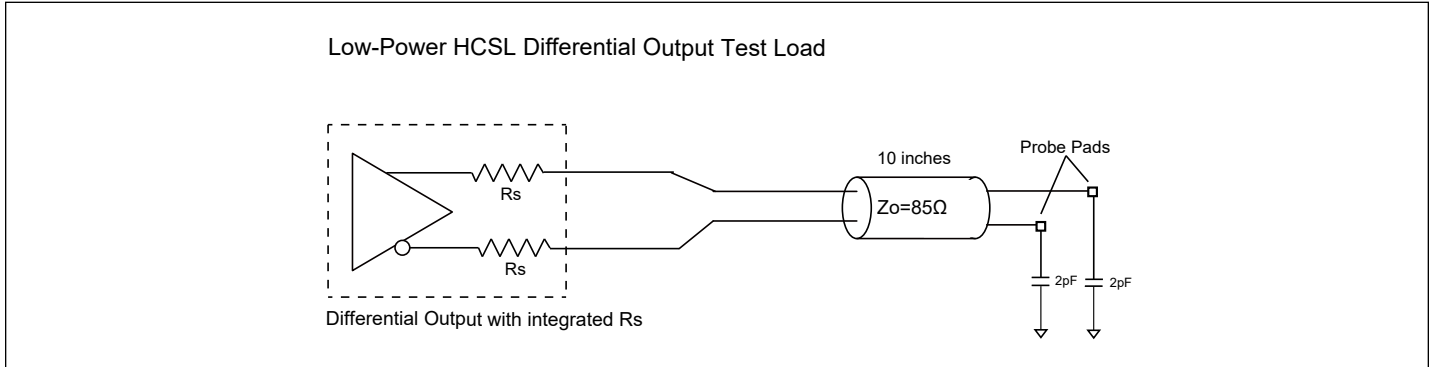 Low-Power HCSL Differential Output Test Load
10 inches
Probe Pads
Rs
Zo=85Ω
Rs
2pF
2pF
Differential Output with integrated Rs